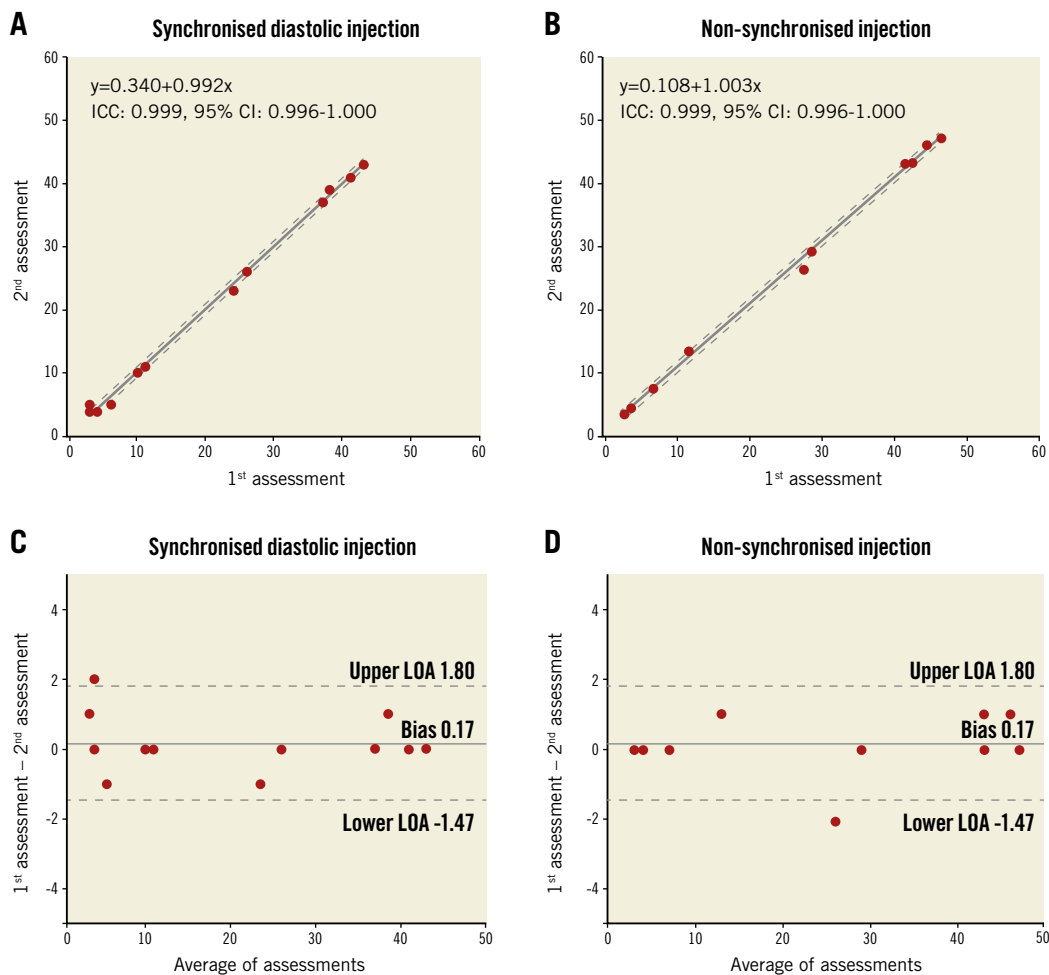 A
Synchronised diastolic injection
60
50
40
30
20
10
0
2nd assessment
y=0.340+0.992x
ICC: 0.999, 95% CI: 0.996-1.000
0 10 20 30 40 50 60
1st assessment
B
Non-synchronised injection
60
50
40
30
20
10
0
2nd assessment
y=0.108+1.003x
ICC: 0.999, 95% CI: 0.996-1.000
0 10 20 30 40 50 60
1st assessment
C
Synchronised diastolic injection
4
2
0
-2
-4
1st assessment – 2nd assessment
Upper LOA 1.80
Bias 0.17
Lower LOA -1.47
0 10 20 30 40 50
Average of assessments
D
Non-synchronised injection
4
2
0
-2
-4
1st assessment – 2nd assessment
Upper LOA 1.80
Bias 0.17
Lower LOA -1.47
0 10 20 30 40 50
Average of assessments